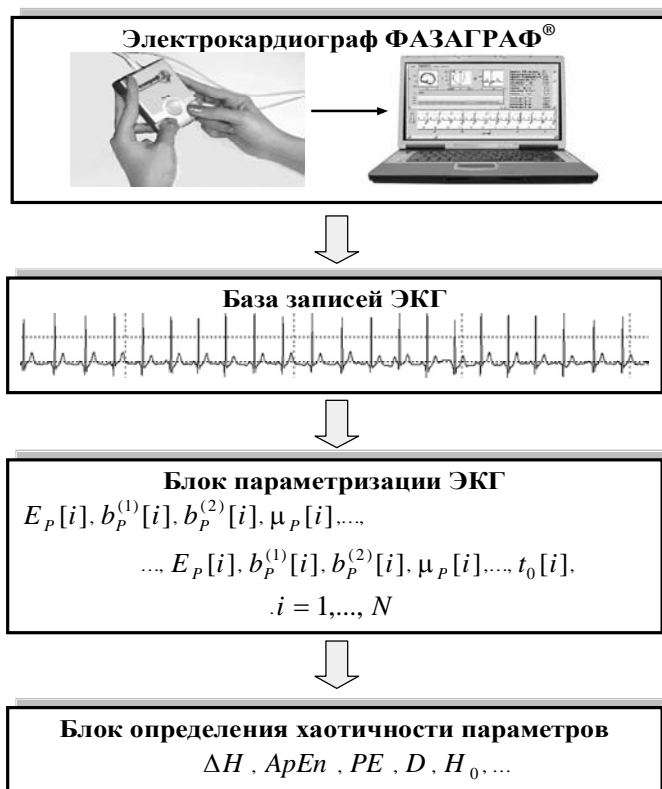 Электрокардиограф ФАЗАГРАФ®
База записей ЭКГ
Блок параметризации ЭКГ
E_P[i], b_P^(1)[i], b_P^(2)[i], μ_P[i],...,
..., E_P[i], b_P^(1)[i], b_P^(2)[i], μ_P[i],..., t_0[i],
.i = 1,..., N
Блок определения хаотичности параметров
ΔH , ApEn , PE , D , H_0 , ...